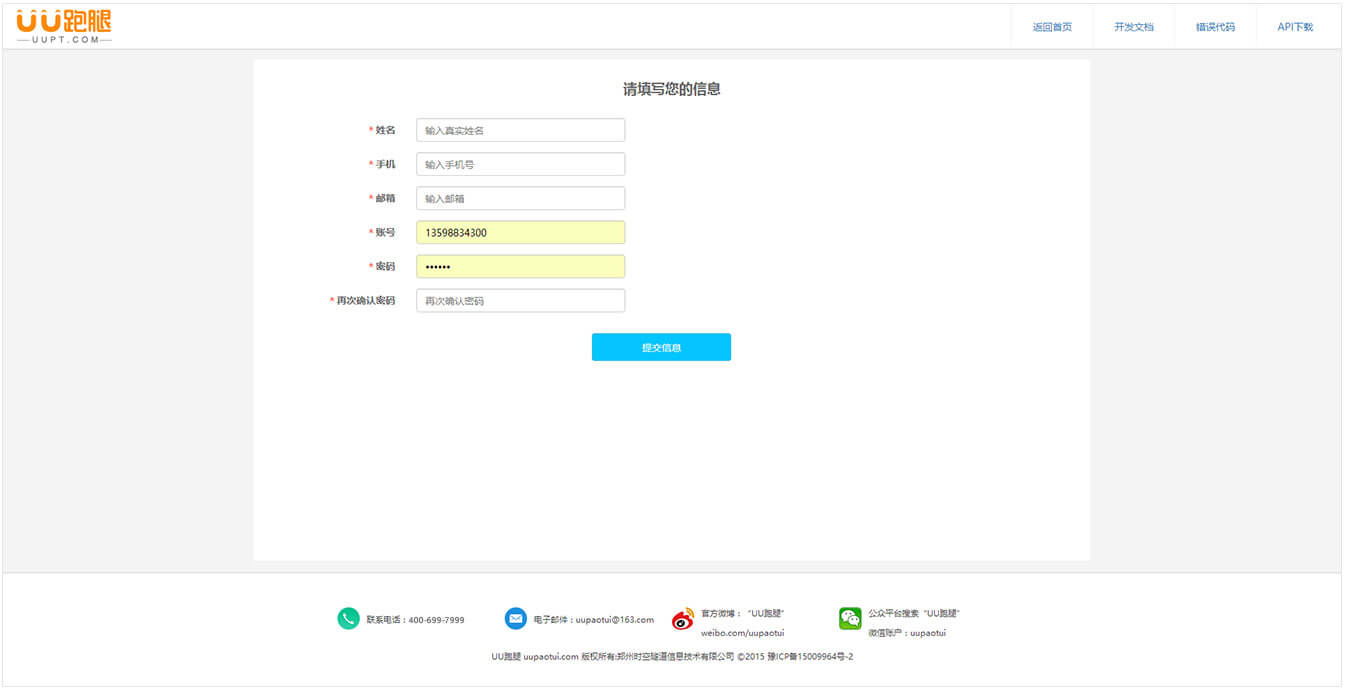 UU跑腿
UUPT.COM
返回首页
开发文档
错误代码
API下载
请填写您的信息
* 姓名 输入真实姓名
* 手机 输入手机号
* 邮箱 输入邮箱
* 账号 13598834300
* 密码 ••••••
* 再次确认密码 再次确认密码
提交信息
联系电话：400-699-7999
电子邮件：uupaotui@163.com
官方微博：“UU跑腿”
weibo.com/uupaotui
公众平台搜索“UU跑腿”
微信账户：uupaotui
UU跑腿 uupaotui.com 版权所有:郑州时空隧道信息技术有限公司 ©2015 豫ICP备15009964号-2